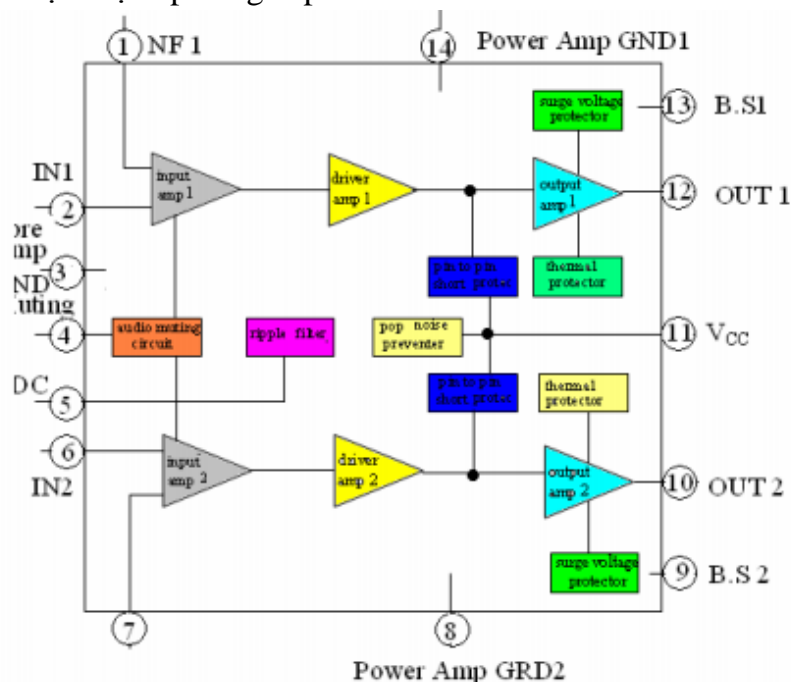 1 NF 1
14 Power Amp GND1
surge voltage
protector
13 B.S1
IN1
input
amp 1
driver
amp 1
output
amp 1
12 OUT 1
2
3
pin to pin
short protec
thermal
protector
4
audio muting
circuit
ripple filter
pop noise
preventer
11 VCC
5
pin to pin
short protec
thermal
protector
6
IN2
input
amp 2
driver
amp 2
output
amp 2
10 OUT 2
surge voltage
protector
9 B.S 2
7
8
Power Amp GRD2